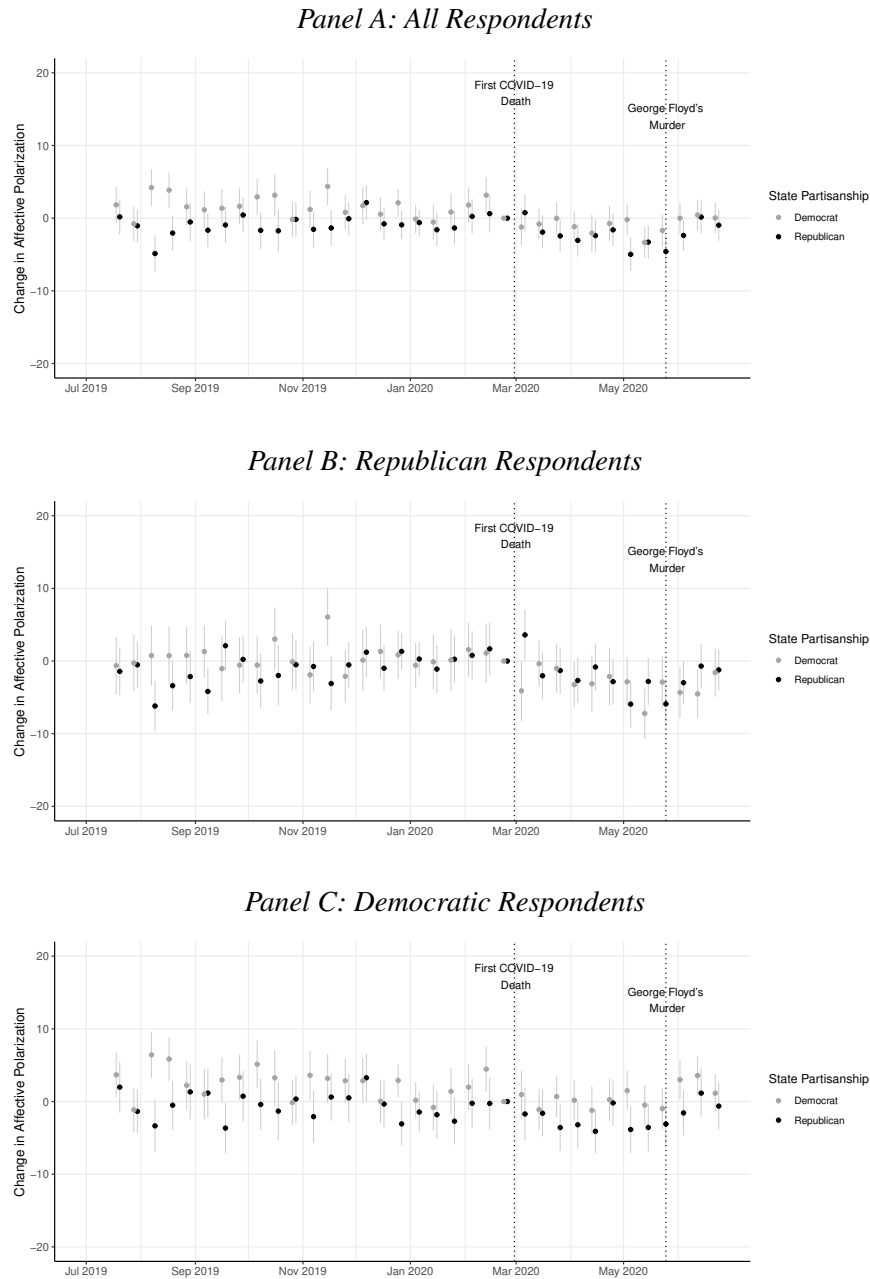 Panel A: All Respondents
20
10
0
−10
−20
Change in Affective Polarization
First COVID−19
Death
George Floyd's
Murder
State Partisanship
Democrat
Republican
Jul 2019 Sep 2019 Nov 2019 Jan 2020 Mar 2020 May 2020
Panel B: Republican Respondents
20
10
0
−10
−20
Change in Affective Polarization
First COVID−19
Death
George Floyd's
Murder
State Partisanship
Democrat
Republican
Jul 2019 Sep 2019 Nov 2019 Jan 2020 Mar 2020 May 2020
Panel C: Democratic Respondents
20
10
0
−10
−20
Change in Affective Polarization
First COVID−19
Death
George Floyd's
Murder
State Partisanship
Democrat
Republican
Jul 2019 Sep 2019 Nov 2019 Jan 2020 Mar 2020 May 2020